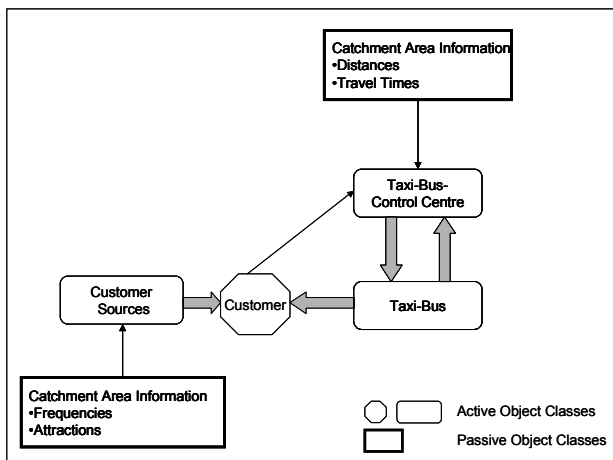 Catchment Area Information
•Distances
•Travel Times
Taxi-Bus-
Control Centre
Customer
Sources
Customer
Taxi-Bus
Catchment Area Information
•Frequencies
•Attractions
Active Object Classes
Passive Object Classes